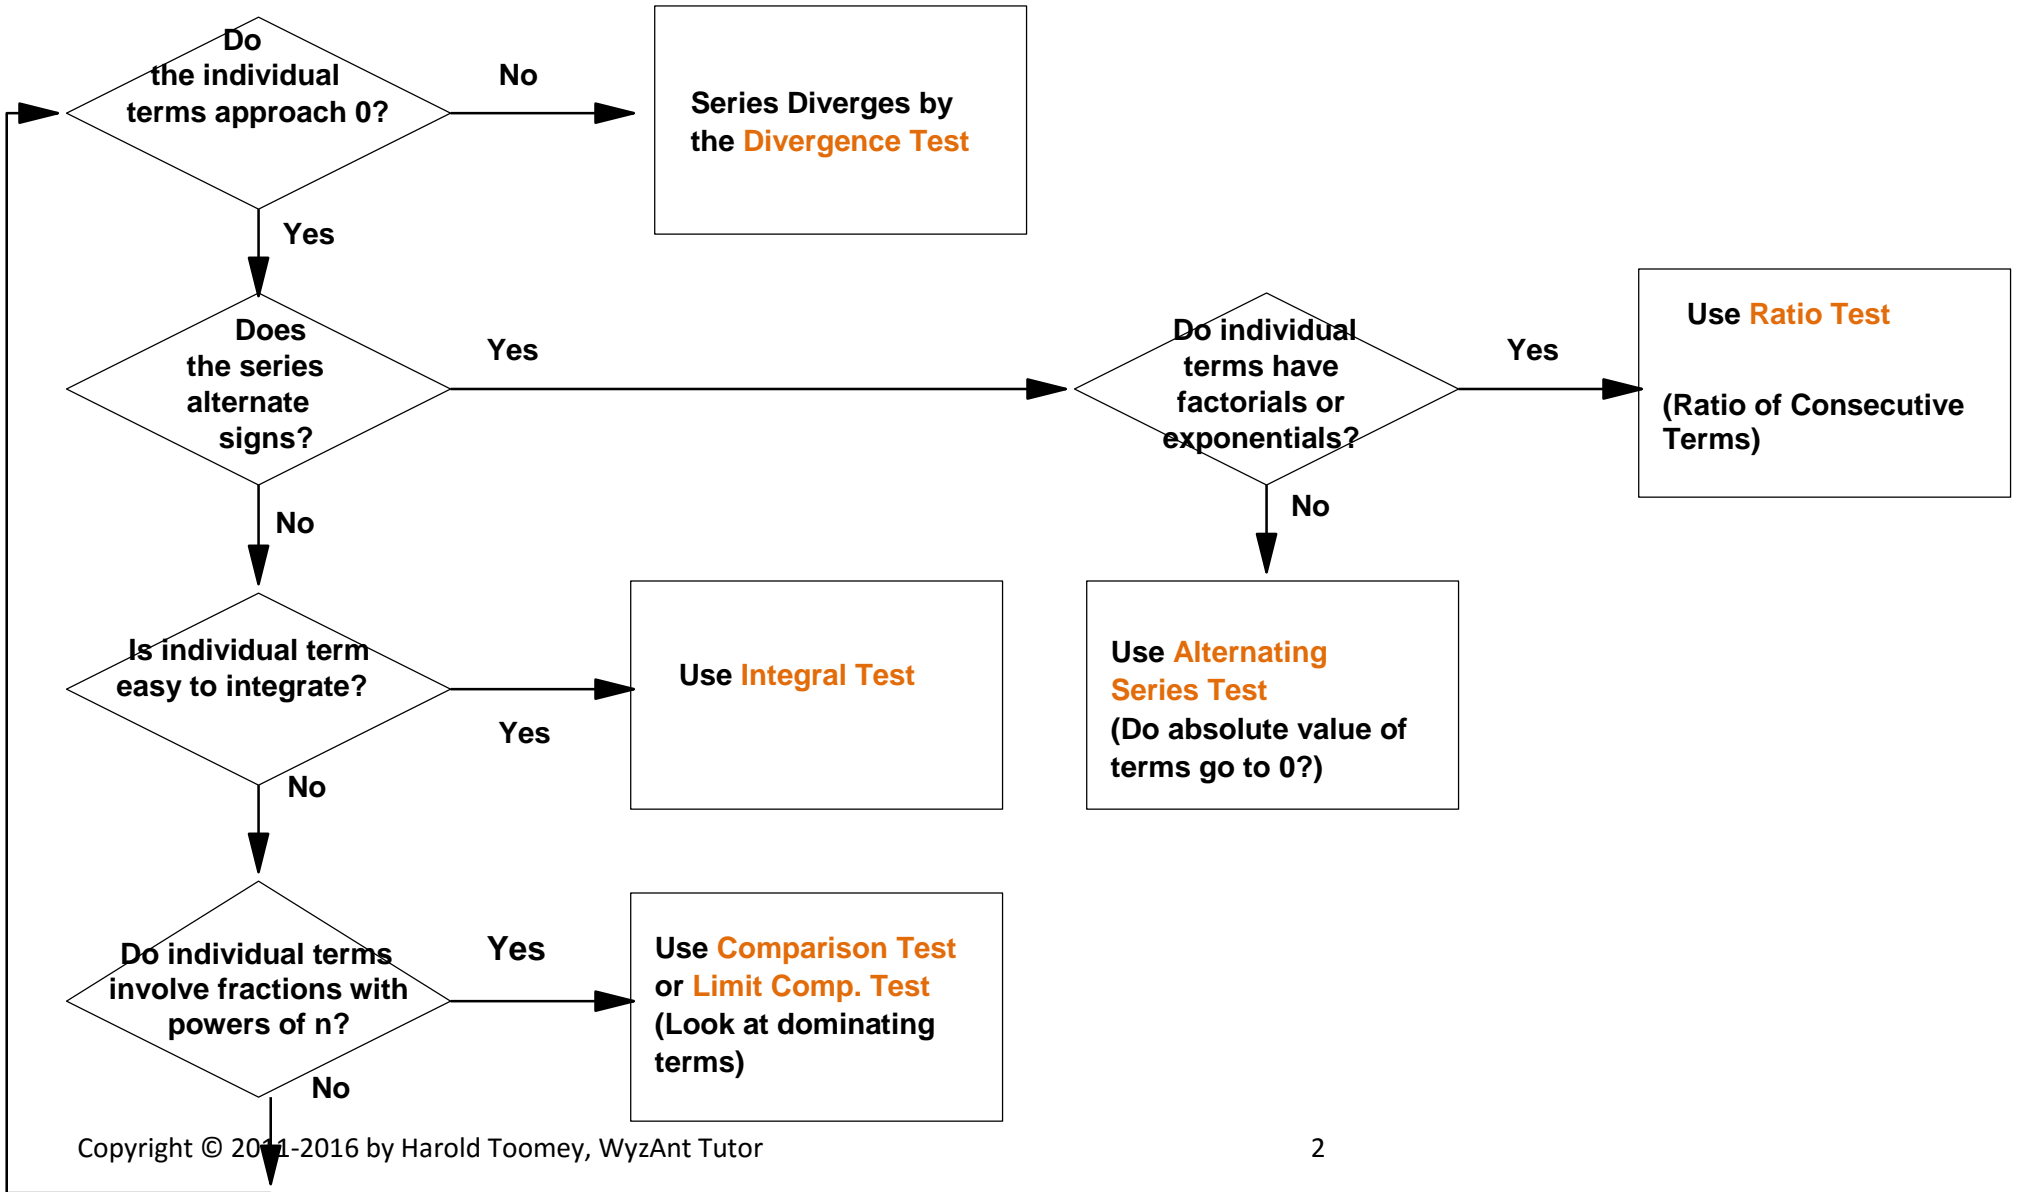 Do
the individual
terms approach 0?
No
Series Diverges by
the Divergence Test
Yes
Does
the series
alternate
signs?
Yes
Do individual
terms have
factorials or
exponentials?
Yes
Use Ratio Test
(Ratio of Consecutive
Terms)
No
No
Is individual term
easy to integrate?
Yes
Use Integral Test
Use Alternating
Series Test
(Do absolute value of
terms go to 0?)
No
Do individual terms
involve fractions with
powers of n?
Yes
Use Comparison Test
or Limit Comp. Test
(Look at dominating
terms)
No
Copyright © 2011-2016 by Harold Toomey, WyzAnt Tutor
2